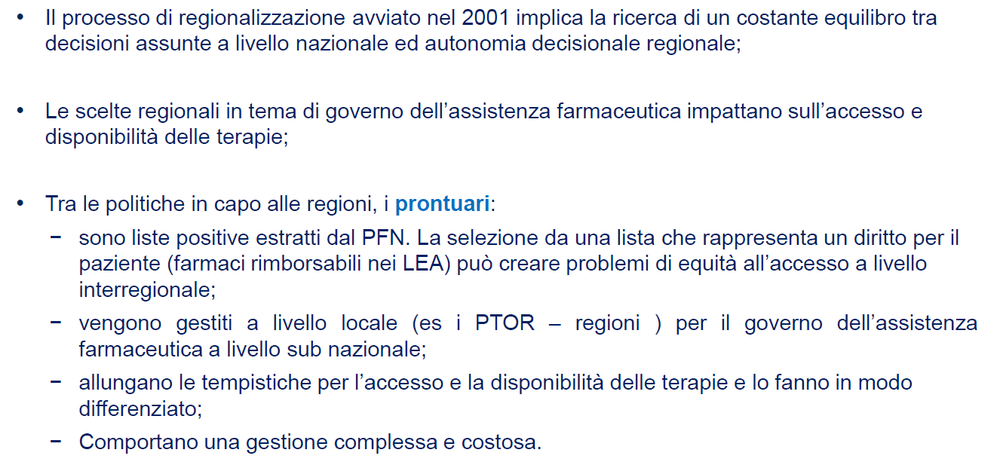 • Il processo di regionalizzazione avviato nel 2001 implica la ricerca di un costante equilibro tra
decisioni assunte a livello nazionale ed autonomia decisionale regionale;
• Le scelte regionali in tema di governo dell’assistenza farmaceutica impattano sull’accesso e
disponibilità delle terapie;
• Tra le politiche in capo alle regioni, i prontuari:
− sono liste positive estratti dal PFN. La selezione da una lista che rappresenta un diritto per il
paziente (farmaci rimborsabili nei LEA) può creare problemi di equità all’accesso a livello
interregionale;
− vengono gestiti a livello locale (es i PTOR – regioni ) per il governo dell’assistenza
farmaceutica a livello sub nazionale;
− allungano le tempistiche per l’accesso e la disponibilità delle terapie e lo fanno in modo
differenziato;
− Comportano una gestione complessa e costosa.